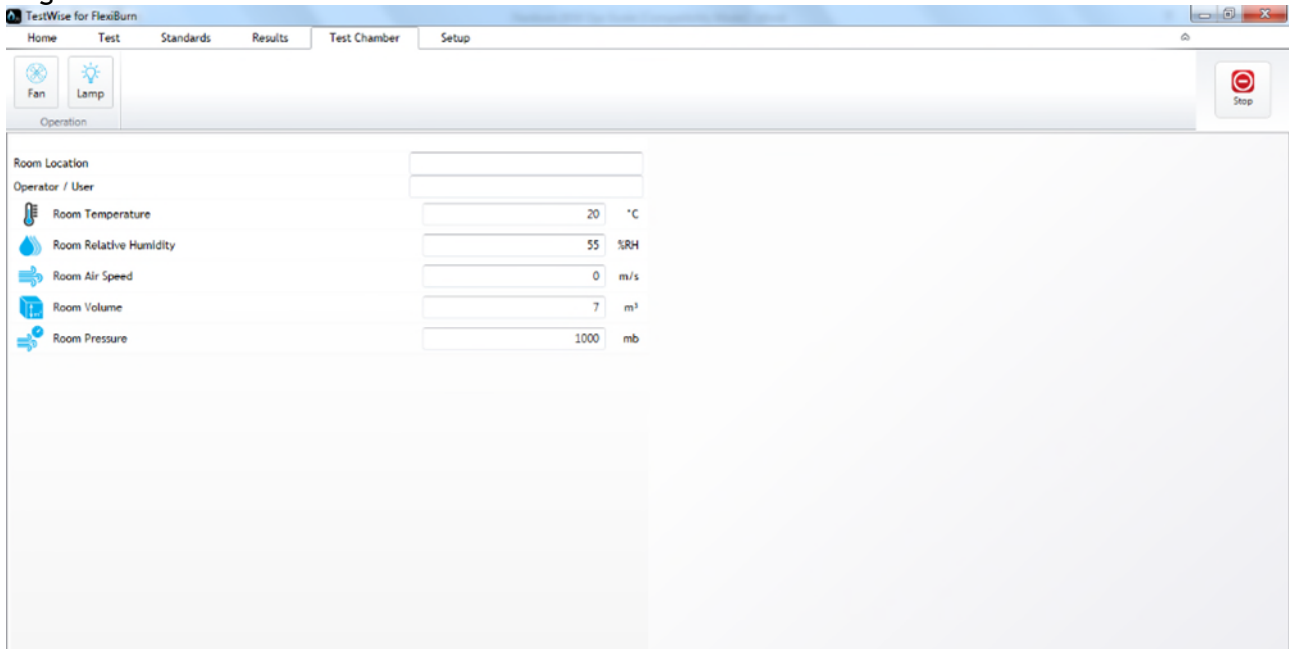 TestWise for FlexiBurn
Home Test Standards Results Test Chamber Setup
Fan Lamp
Stop
Operation
Room Location
Operator / User
Room Temperature 20 °C
Room Relative Humidity 55 %RH
Room Air Speed 0 m/s
Room Volume 7 m³
Room Pressure 1000 mb